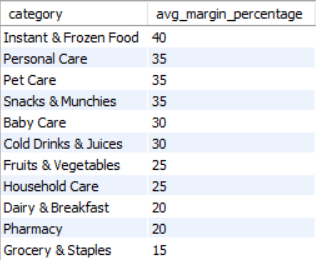 category avg_margin_percentage
Instant & Frozen Food 40
Personal Care 35
Pet Care 35
Snacks & Munchies 35
Baby Care 30
Cold Drinks & Juices 30
Fruits & Vegetables 25
Household Care 25
Dairy & Breakfast 20
Pharmacy 20
Grocery & Staples 15